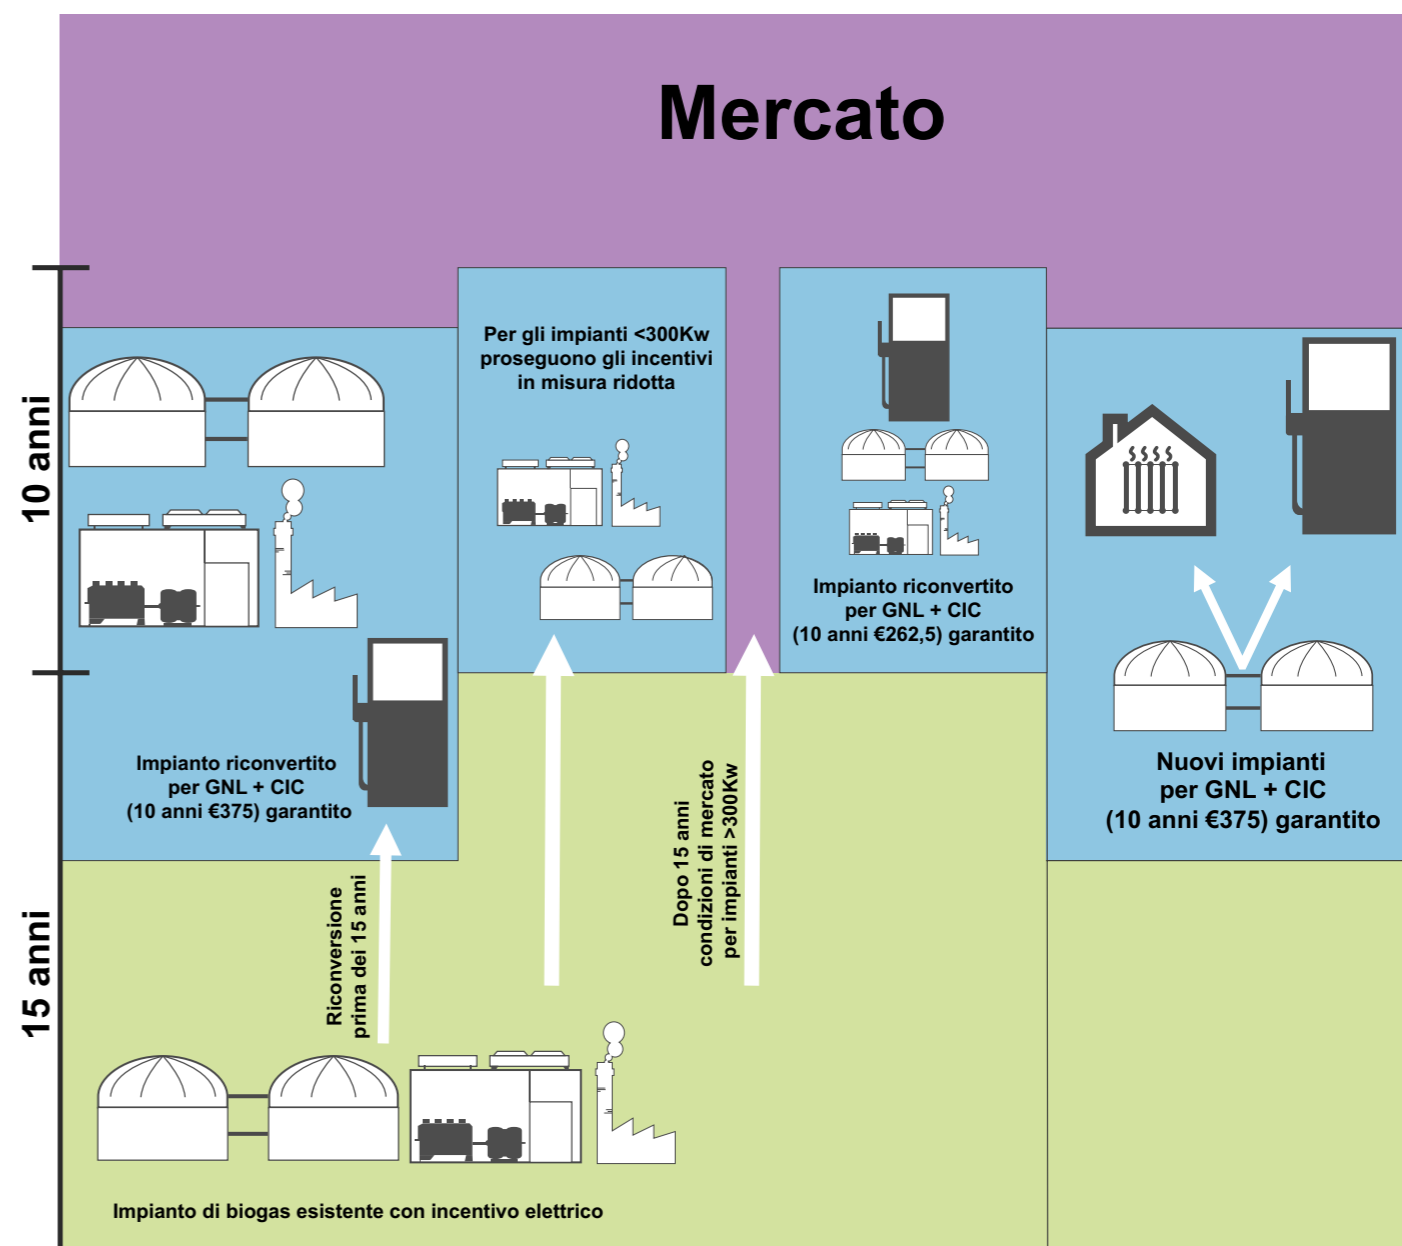 Mercato
10 anni
15 anni
Per gli impianti <300Kw
proseguono gli incentivi
in misura ridotta
Impianto riconvertito
per GNL + CIC
(10 anni €262,5) garantito
Impianto riconvertito
per GNL + CIC
(10 anni €375) garantito
Nuovi impianti
per GNL + CIC
(10 anni €375) garantito
Riconversione
prima dei 15 anni
Dopo 15 anni
condizioni di mercato
per impianti >300Kw
Impianto di biogas esistente con incentivo elettrico